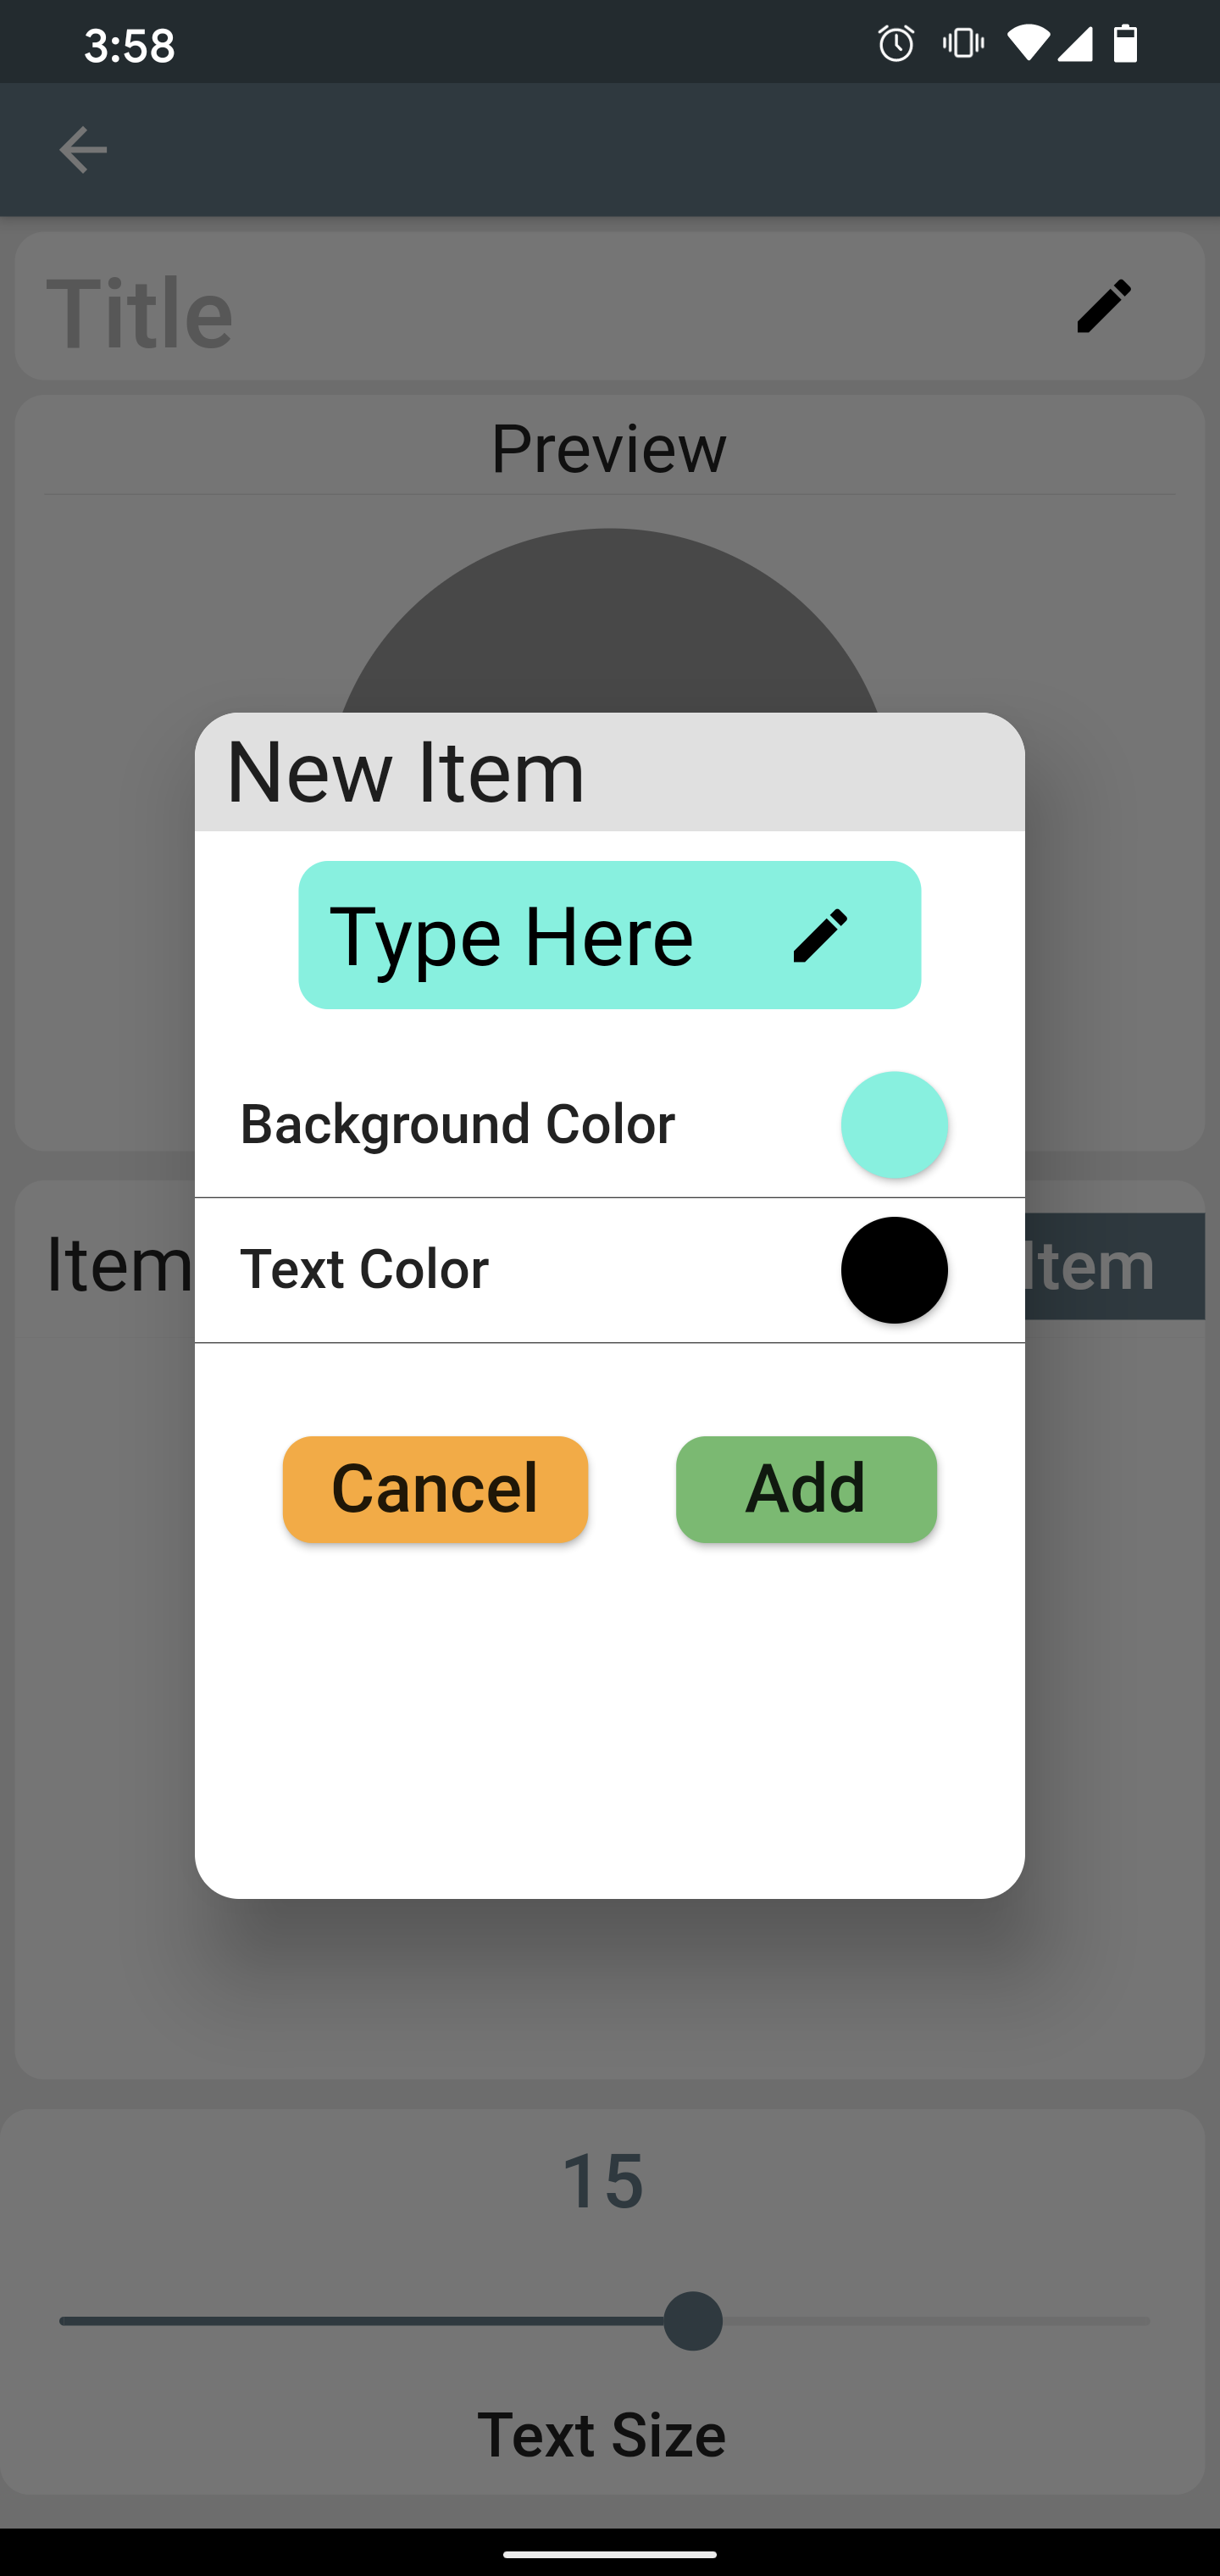 3:58
Title
Preview
New Item
Type Here
Background Color
Item
Item
Text Color
Cancel
Add
15
Text Size